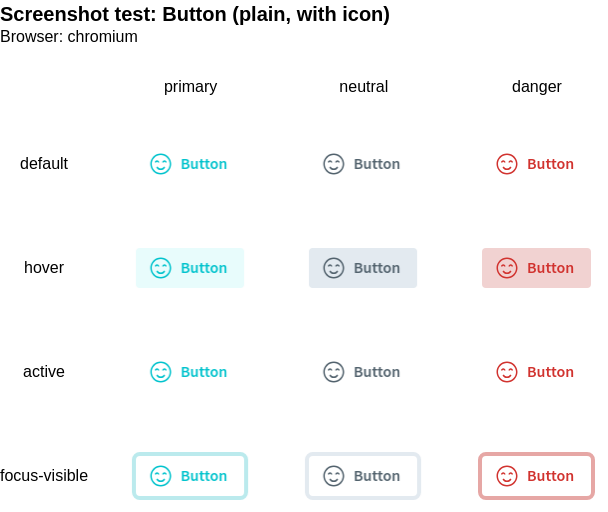 Screenshot test: Button (plain, with icon)
Browser: chromium
primary neutral danger
default Button Button Button
hover Button Button Button
active Button Button Button
focus-visible Button Button Button